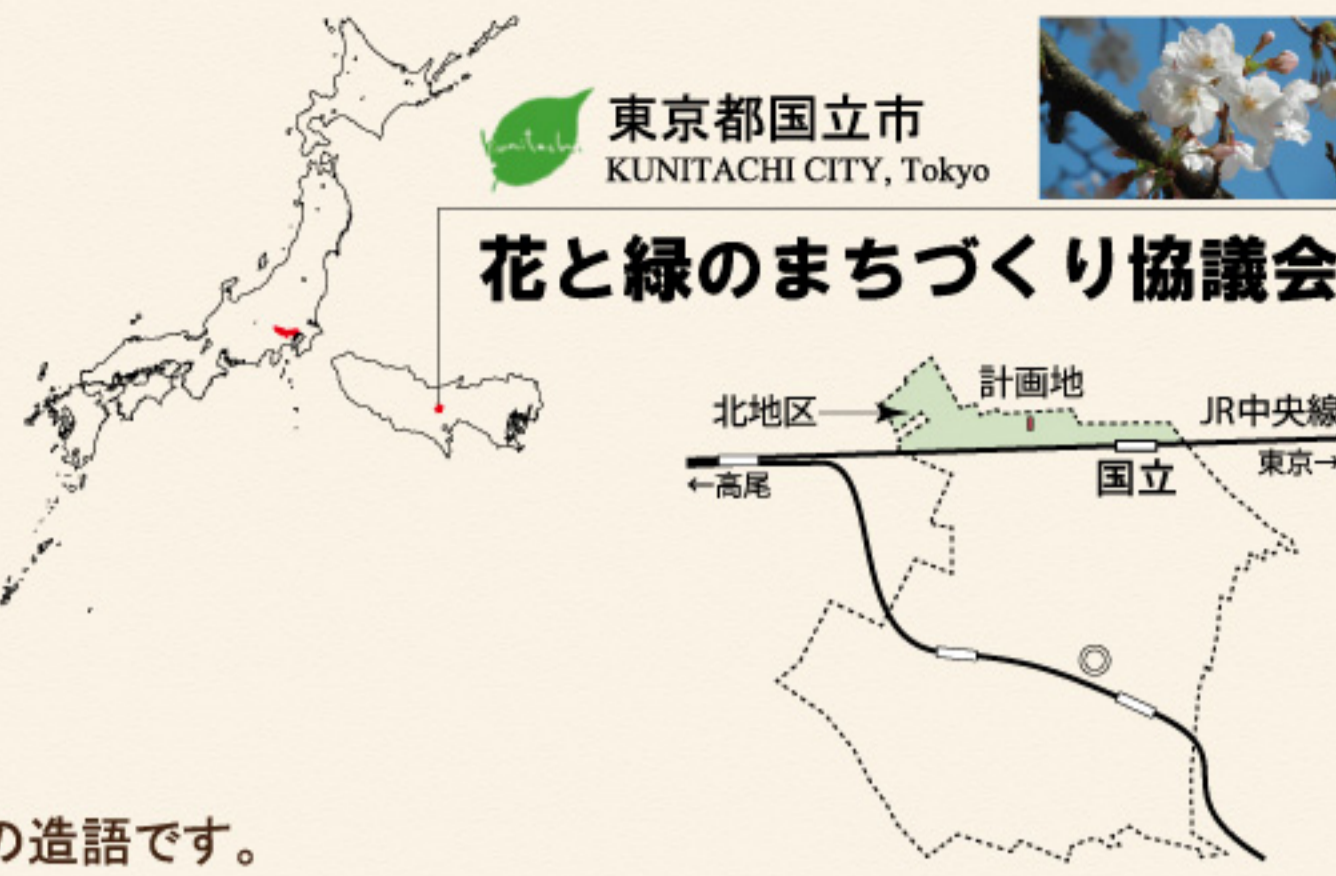 Kunitachi
東京都国立市
KUNITACHI CITY, Tokyo
花と緑のまちづくり協議会
計画地
北地区
JR中央線
東京→
国立
←高尾
の造語です。